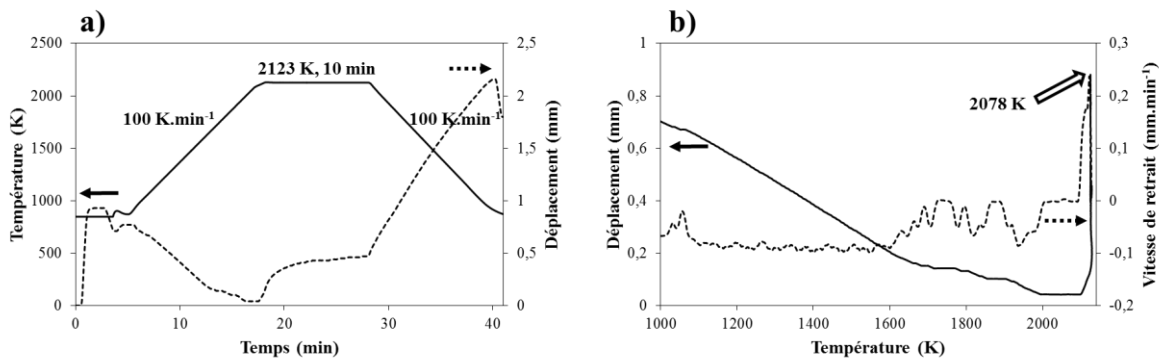 a)
2500
2000
1500
1000
500
0
Température (K)
2123 K, 10 min
100 K.min⁻¹
100 K.min⁻¹
2,5
2
1,5
1
0,5
0
Déplacement (mm)
0
10
20
30
40
Temps (min)
b)
1
0,8
0,6
0,4
0,2
0
Déplacement (mm)
2078 K
0,3
0,2
0,1
0
−0,1
−0,2
Vitesse de retrait (mm.min⁻¹)
1000
1200
1400
1600
1800
2000
Température (K)